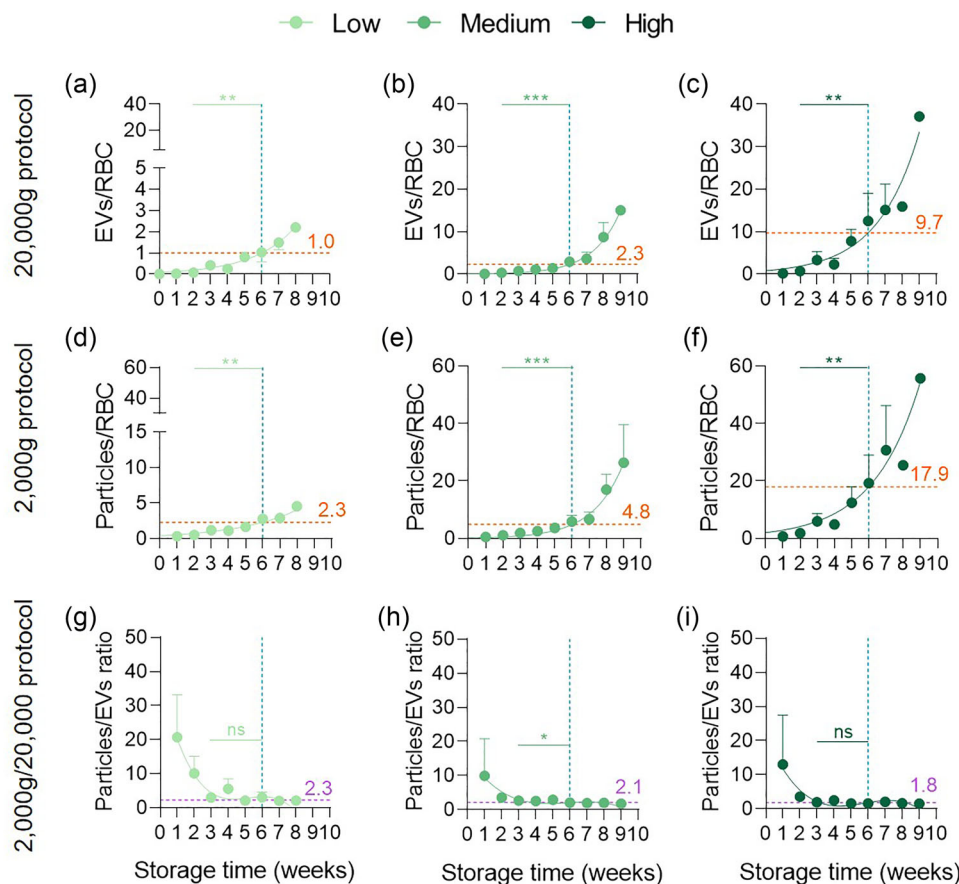 Low Medium High
20,000g protocol
(a)
EVs/RBC
40
20
6
5
4
3
2
1
0
**
1.0
0 1 2 3 4 5 6 7 8 9 10
(b)
EVs/RBC
40
30
20
10
0
***
2.3
0 1 2 3 4 5 6 7 8 9 10
(c)
EVs/RBC
40
30
20
10
0
**
9.7
0 1 2 3 4 5 6 7 8 9 10
2,000g protocol
(d)
Particles/RBC
60
40
15
10
5
0
**
2.3
0 1 2 3 4 5 6 7 8 9 10
(e)
Particles/RBC
60
40
20
0
***
4.8
0 1 2 3 4 5 6 7 8 9 10
(f)
Particles/RBC
60
40
20
0
**
17.9
0 1 2 3 4 5 6 7 8 9 10
2,000g/20,000 protocol
(g)
Particles/EVs ratio
50
40
30
20
10
0
ns
2.3
0 1 2 3 4 5 6 7 8 9 10
Storage time (weeks)
(h)
Particles/EVs ratio
50
40
30
20
10
0
*
2.1
0 1 2 3 4 5 6 7 8 9 10
Storage time (weeks)
(i)
Particles/EVs ratio
50
40
30
20
10
0
ns
1.8
0 1 2 3 4 5 6 7 8 9 10
Storage time (weeks)